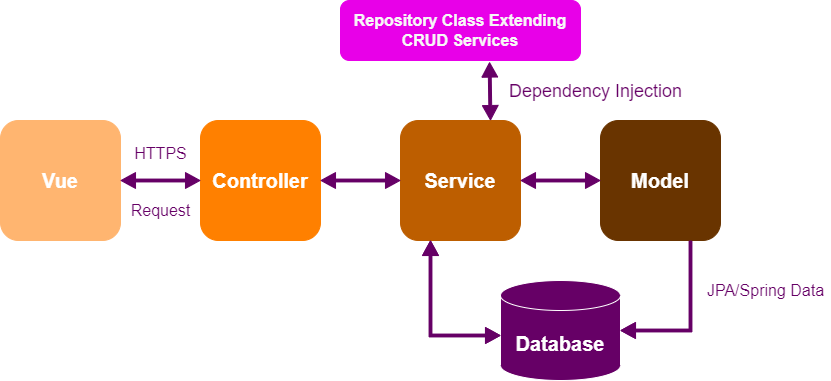 Repository Class Extending
CRUD Services
Dependency Injection
HTTPS
Vue
Controller
Service
Model
Request
JPA/Spring Data
Database